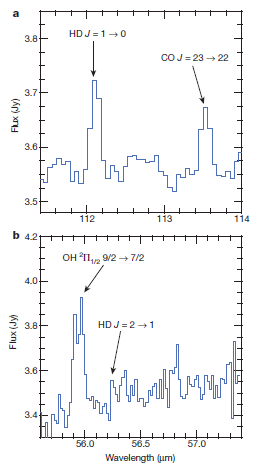 a
HD J = 1 → 0
CO J = 23 → 22
3.8
3.7
3.6
3.5
Flux (Jy)
112
113
114
b
4.2
4.0
3.8
3.6
3.4
Flux (Jy)
OH ²Π₁/₂ 9/2 → 7/2
HD J = 2 → 1
56.0
56.5
57.0
Wavelength (μm)